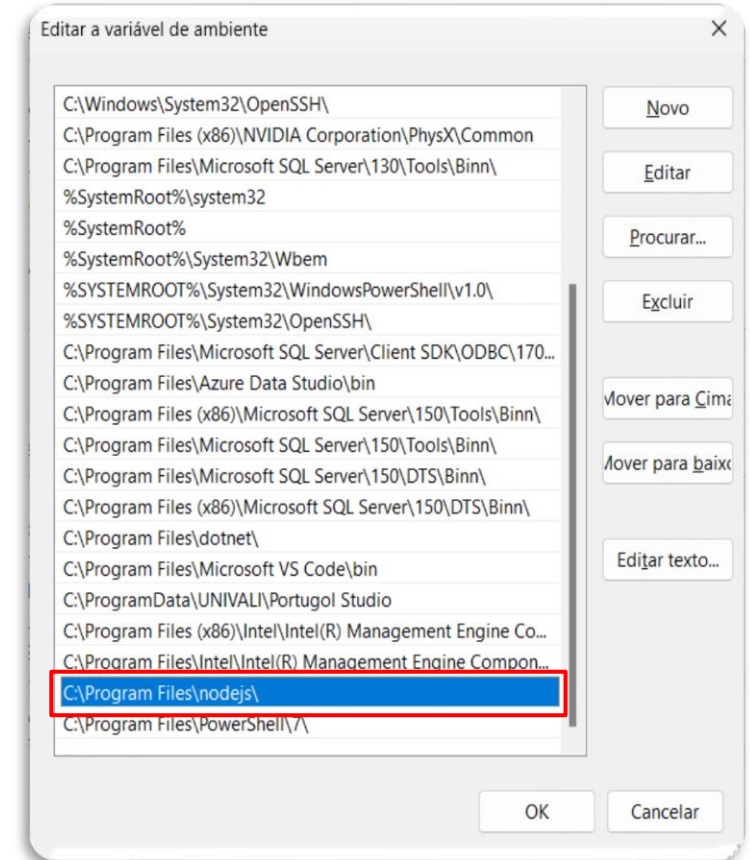 Editar a variável de ambiente
C:\Windows\System32\OpenSSH\
C:\Program Files (x86)\NVIDIA Corporation\PhysX\Common
C:\Program Files\Microsoft SQL Server\130\Tools\Binn\
%SystemRoot%\system32
%SystemRoot%
%SystemRoot%\System32\Wbem
%SYSTEMROOT%\System32\WindowsPowerShell\v1.0\
%SYSTEMROOT%\System32\OpenSSH\
C:\Program Files\Microsoft SQL Server\Client SDK\ODBC\170...
C:\Program Files\Azure Data Studio\bin
C:\Program Files (x86)\Microsoft SQL Server\150\Tools\Binn\
C:\Program Files\Microsoft SQL Server\150\Tools\Binn\
C:\Program Files\Microsoft SQL Server\150\DTS\Binn\
C:\Program Files (x86)\Microsoft SQL Server\150\DTS\Binn\
C:\Program Files\dotnet\
C:\Program Files\Microsoft VS Code\bin
C:\ProgramData\UNIVALI\Portugol Studio
C:\Program Files (x86)\Intel\Intel(R) Management Engine Co...
C:\Program Files\Intel\Intel(R) Management Engine Compon...
C:\Program Files\nodejs\
C:\Program Files\PowerShell\7\
Novo
Editar
Procurar...
Excluir
Mover para Cima
Mover para baixo
Editar texto...
OK
Cancelar